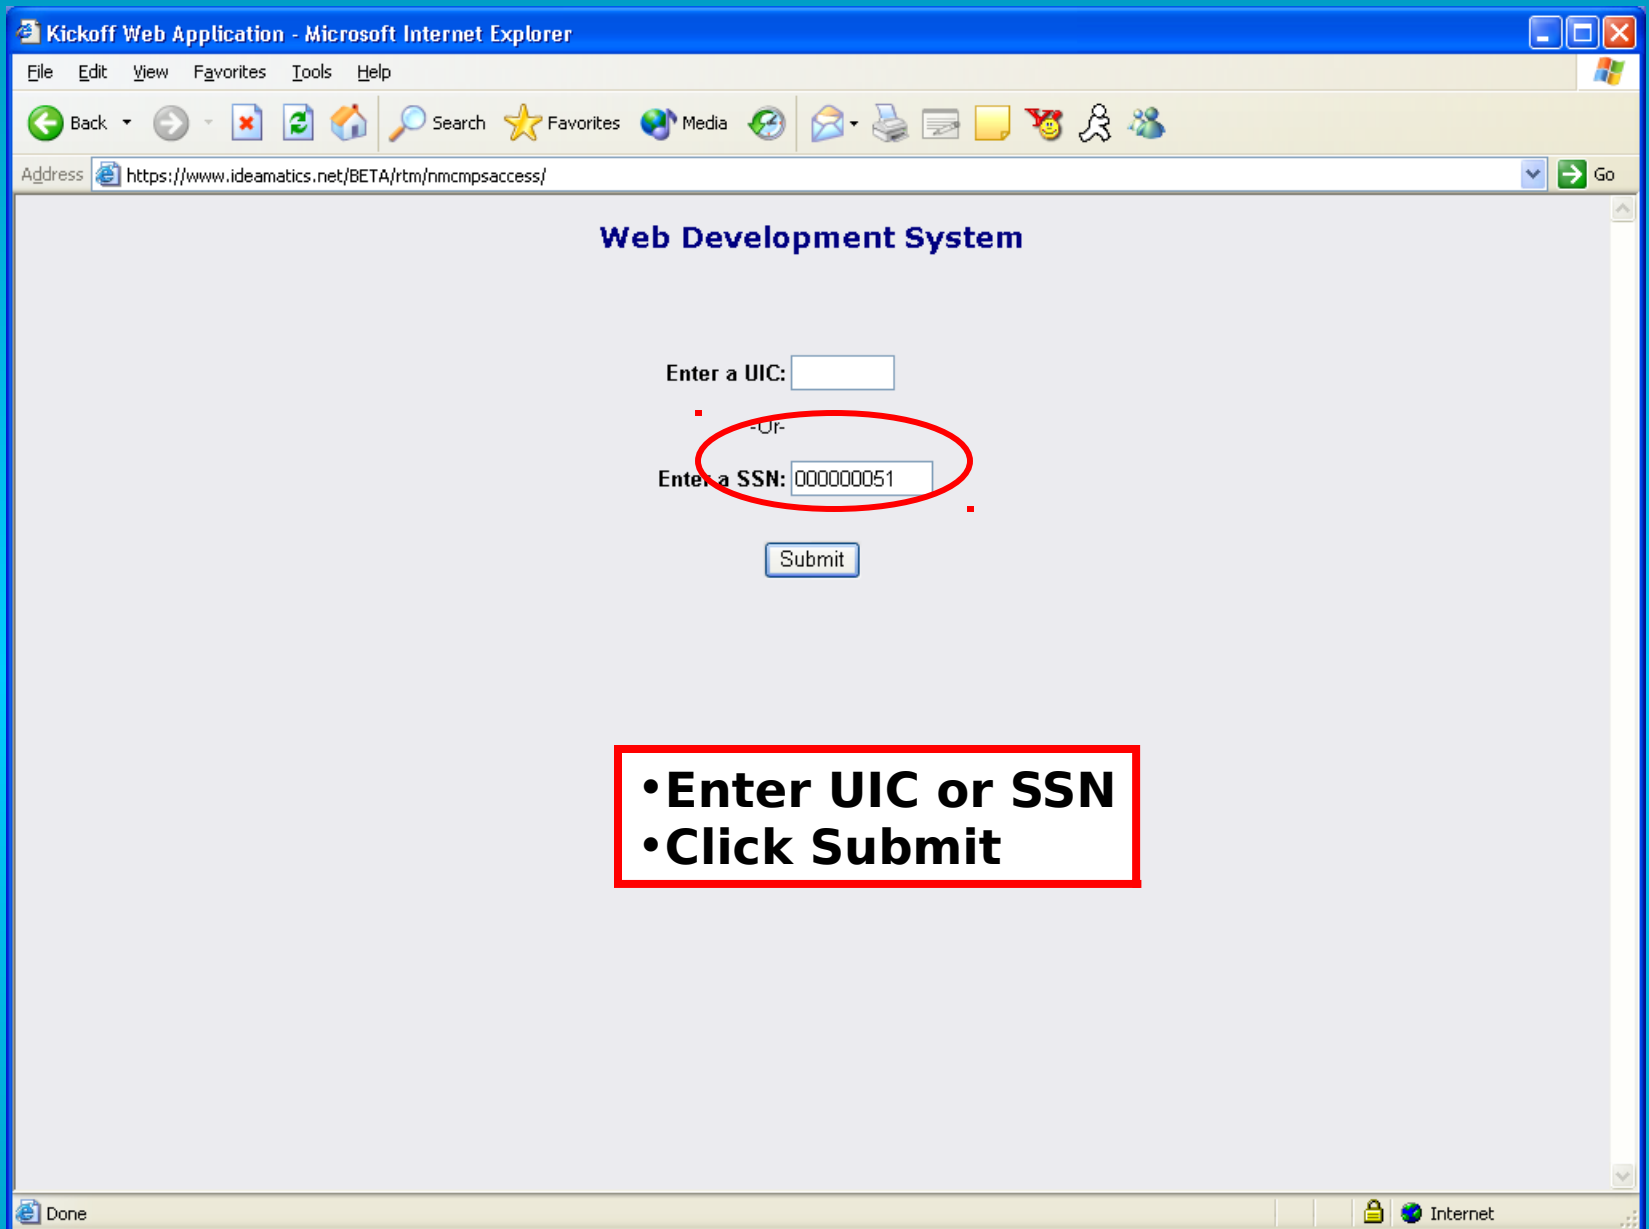 Kickoff Web Application - Microsoft Internet Explorer
File Edit View Favorites Tools Help
Back Search Favorites Media
Address https://www.ideamatics.net/BETA/rtm/nmcmpsaccess/ Go
Web Development System
Enter a UIC:
-Or-
Enter a SSN: 000000051
Submit
•Enter UIC or SSN
•Click Submit
Done Internet